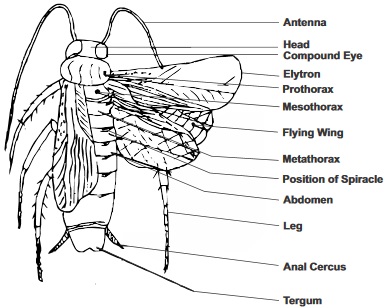 Antenna
Head
Compound Eye
Elytron
Prothorax
Mesothorax
Flying Wing
Metathorax
Position of Spiracle
Abdomen
Leg
Anal Cercus
Tergum